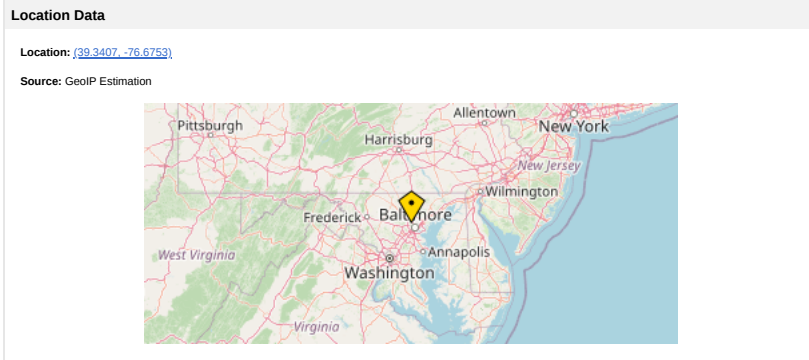 Location Data
Location: (39.3407, -76.6753)
Source: GeoIP Estimation
Allentown
Pittsburgh
New York
Harrisburg
New Jersey
Wilmington
Frederick
Baltimore
West Virginia
Annapolis
Washington
Virginia